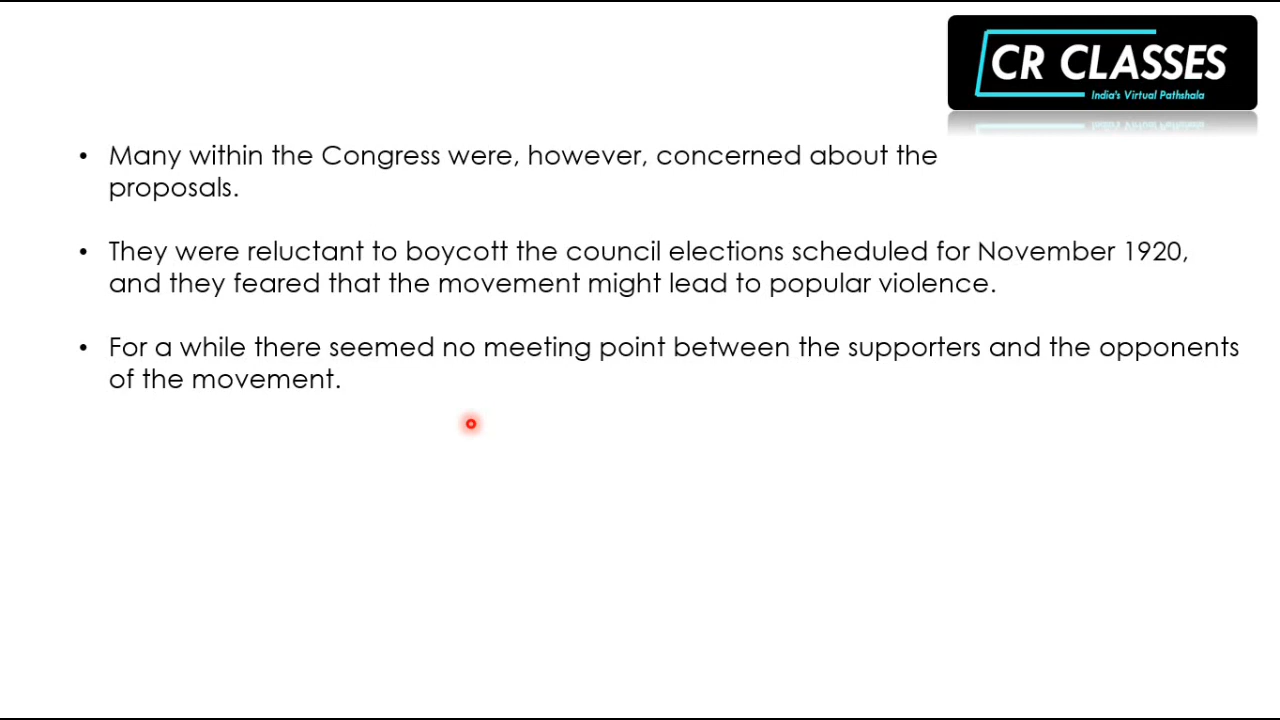 CR CLASSES
India's Virtual Pathshala
• Many within the Congress were, however, concerned about the
proposals.
• They were reluctant to boycott the council elections scheduled for November 1920,
and they feared that the movement might lead to popular violence.
• For a while there seemed no meeting point between the supporters and the opponents
of the movement.